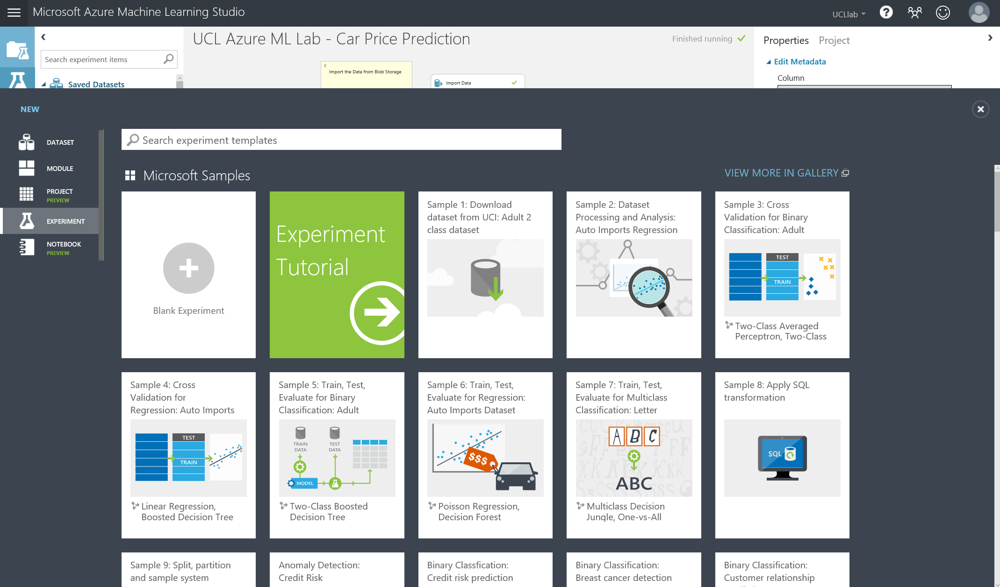 Microsoft Azure Machine Learning Studio
UCLlab
Search experiment items
Saved Datasets
UCL Azure ML Lab - Car Price Prediction
Finished running
Import the Data from Blob Storage
Import Data
Properties Project
Edit Metadata
Column
NEW
DATASET
MODULE
PROJECT
PREVIEW
EXPERIMENT
NOTEBOOK
PREVIEW
Search experiment templates
Microsoft Samples
VIEW MORE IN GALLERY
Blank Experiment
Experiment
Tutorial
Sample 1: Download
dataset from UCI: Adult 2
class dataset
Sample 2: Dataset
Processing and Analysis:
Auto Imports Regression
Sample 3: Cross
Validation for Binary
Classification: Adult
TEST
TRAIN
Two-Class Averaged
Perceptron, Two-Class
Sample 4: Cross
Validation for
Regression: Auto Imports
TEST
TRAIN
Linear Regression,
Boosted Decision Tree
Sample 5: Train, Test,
Evaluate for Binary
Classification: Adult
TRAIN
DATA
TEST
DATA
MODEL
Two-Class Boosted
Decision Tree
Sample 6: Train, Test,
Evaluate for Regression:
Auto Imports Dataset
$$$
Poisson Regression,
Decision Forest
Sample 7: Train, Test,
Evaluate for Multiclass
Classification: Letter
A B C
ABC
Multiclass Decision
Jungle, One-vs-All
Sample 8: Apply SQL
transformation
SQL
Sample 9: Split, partition
and sample system
Anomaly Detection:
Credit Risk
Binary Classfication:
Credit risk prediction
Binary Classification:
Breast cancer detection
Binary Classification:
Customer relationship